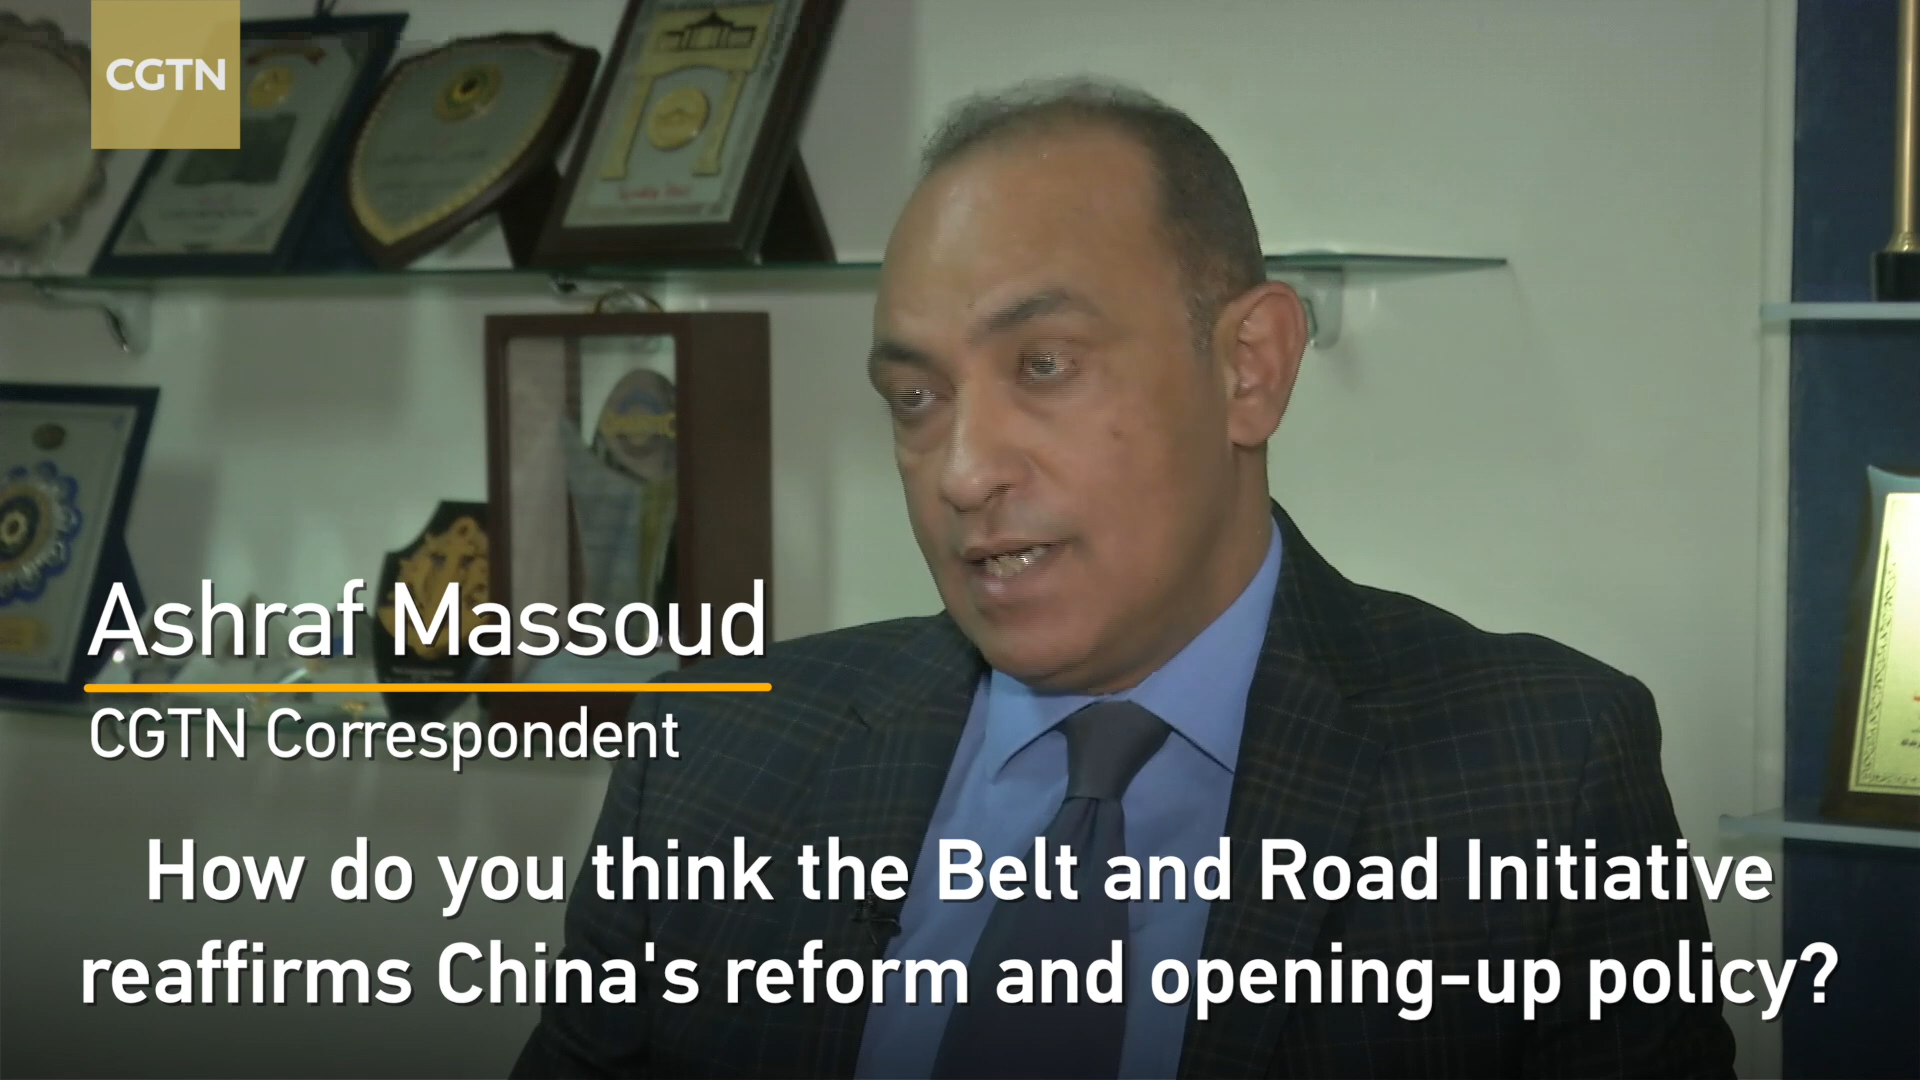 CGTN
Ashraf Massoud
CGTN Correspondent
How do you think the Belt and Road Initiative
reaffirms China's reform and opening-up policy?